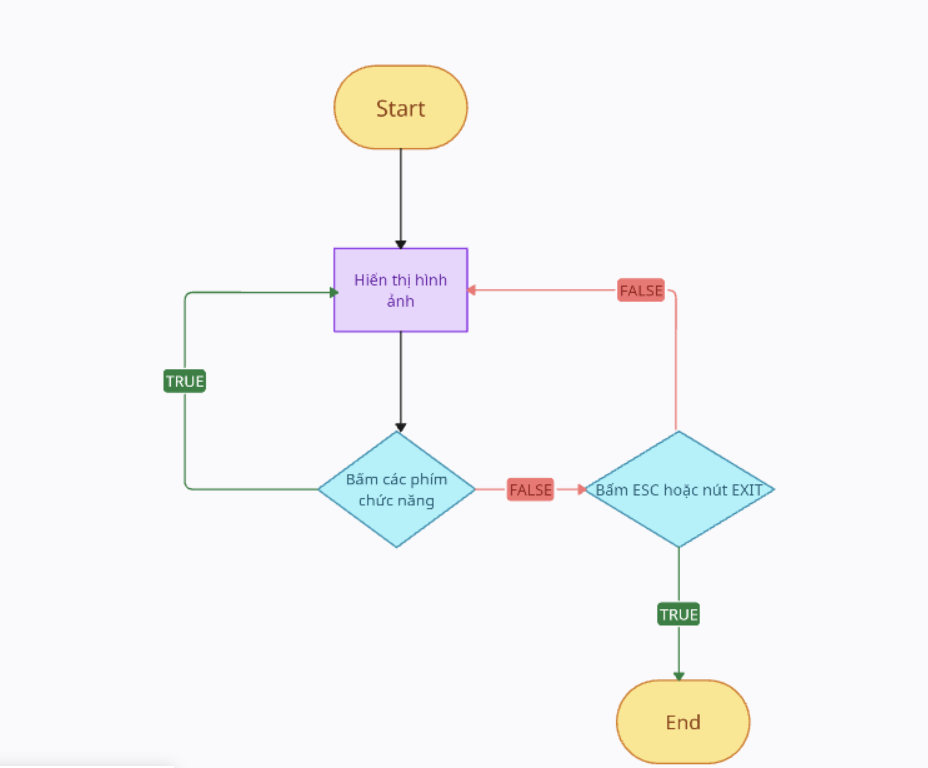 Start
Hiển thị hình
ảnh
FALSE
TRUE
Bấm các phím
chức năng
FALSE
Bấm ESC hoặc nút EXIT
TRUE
End